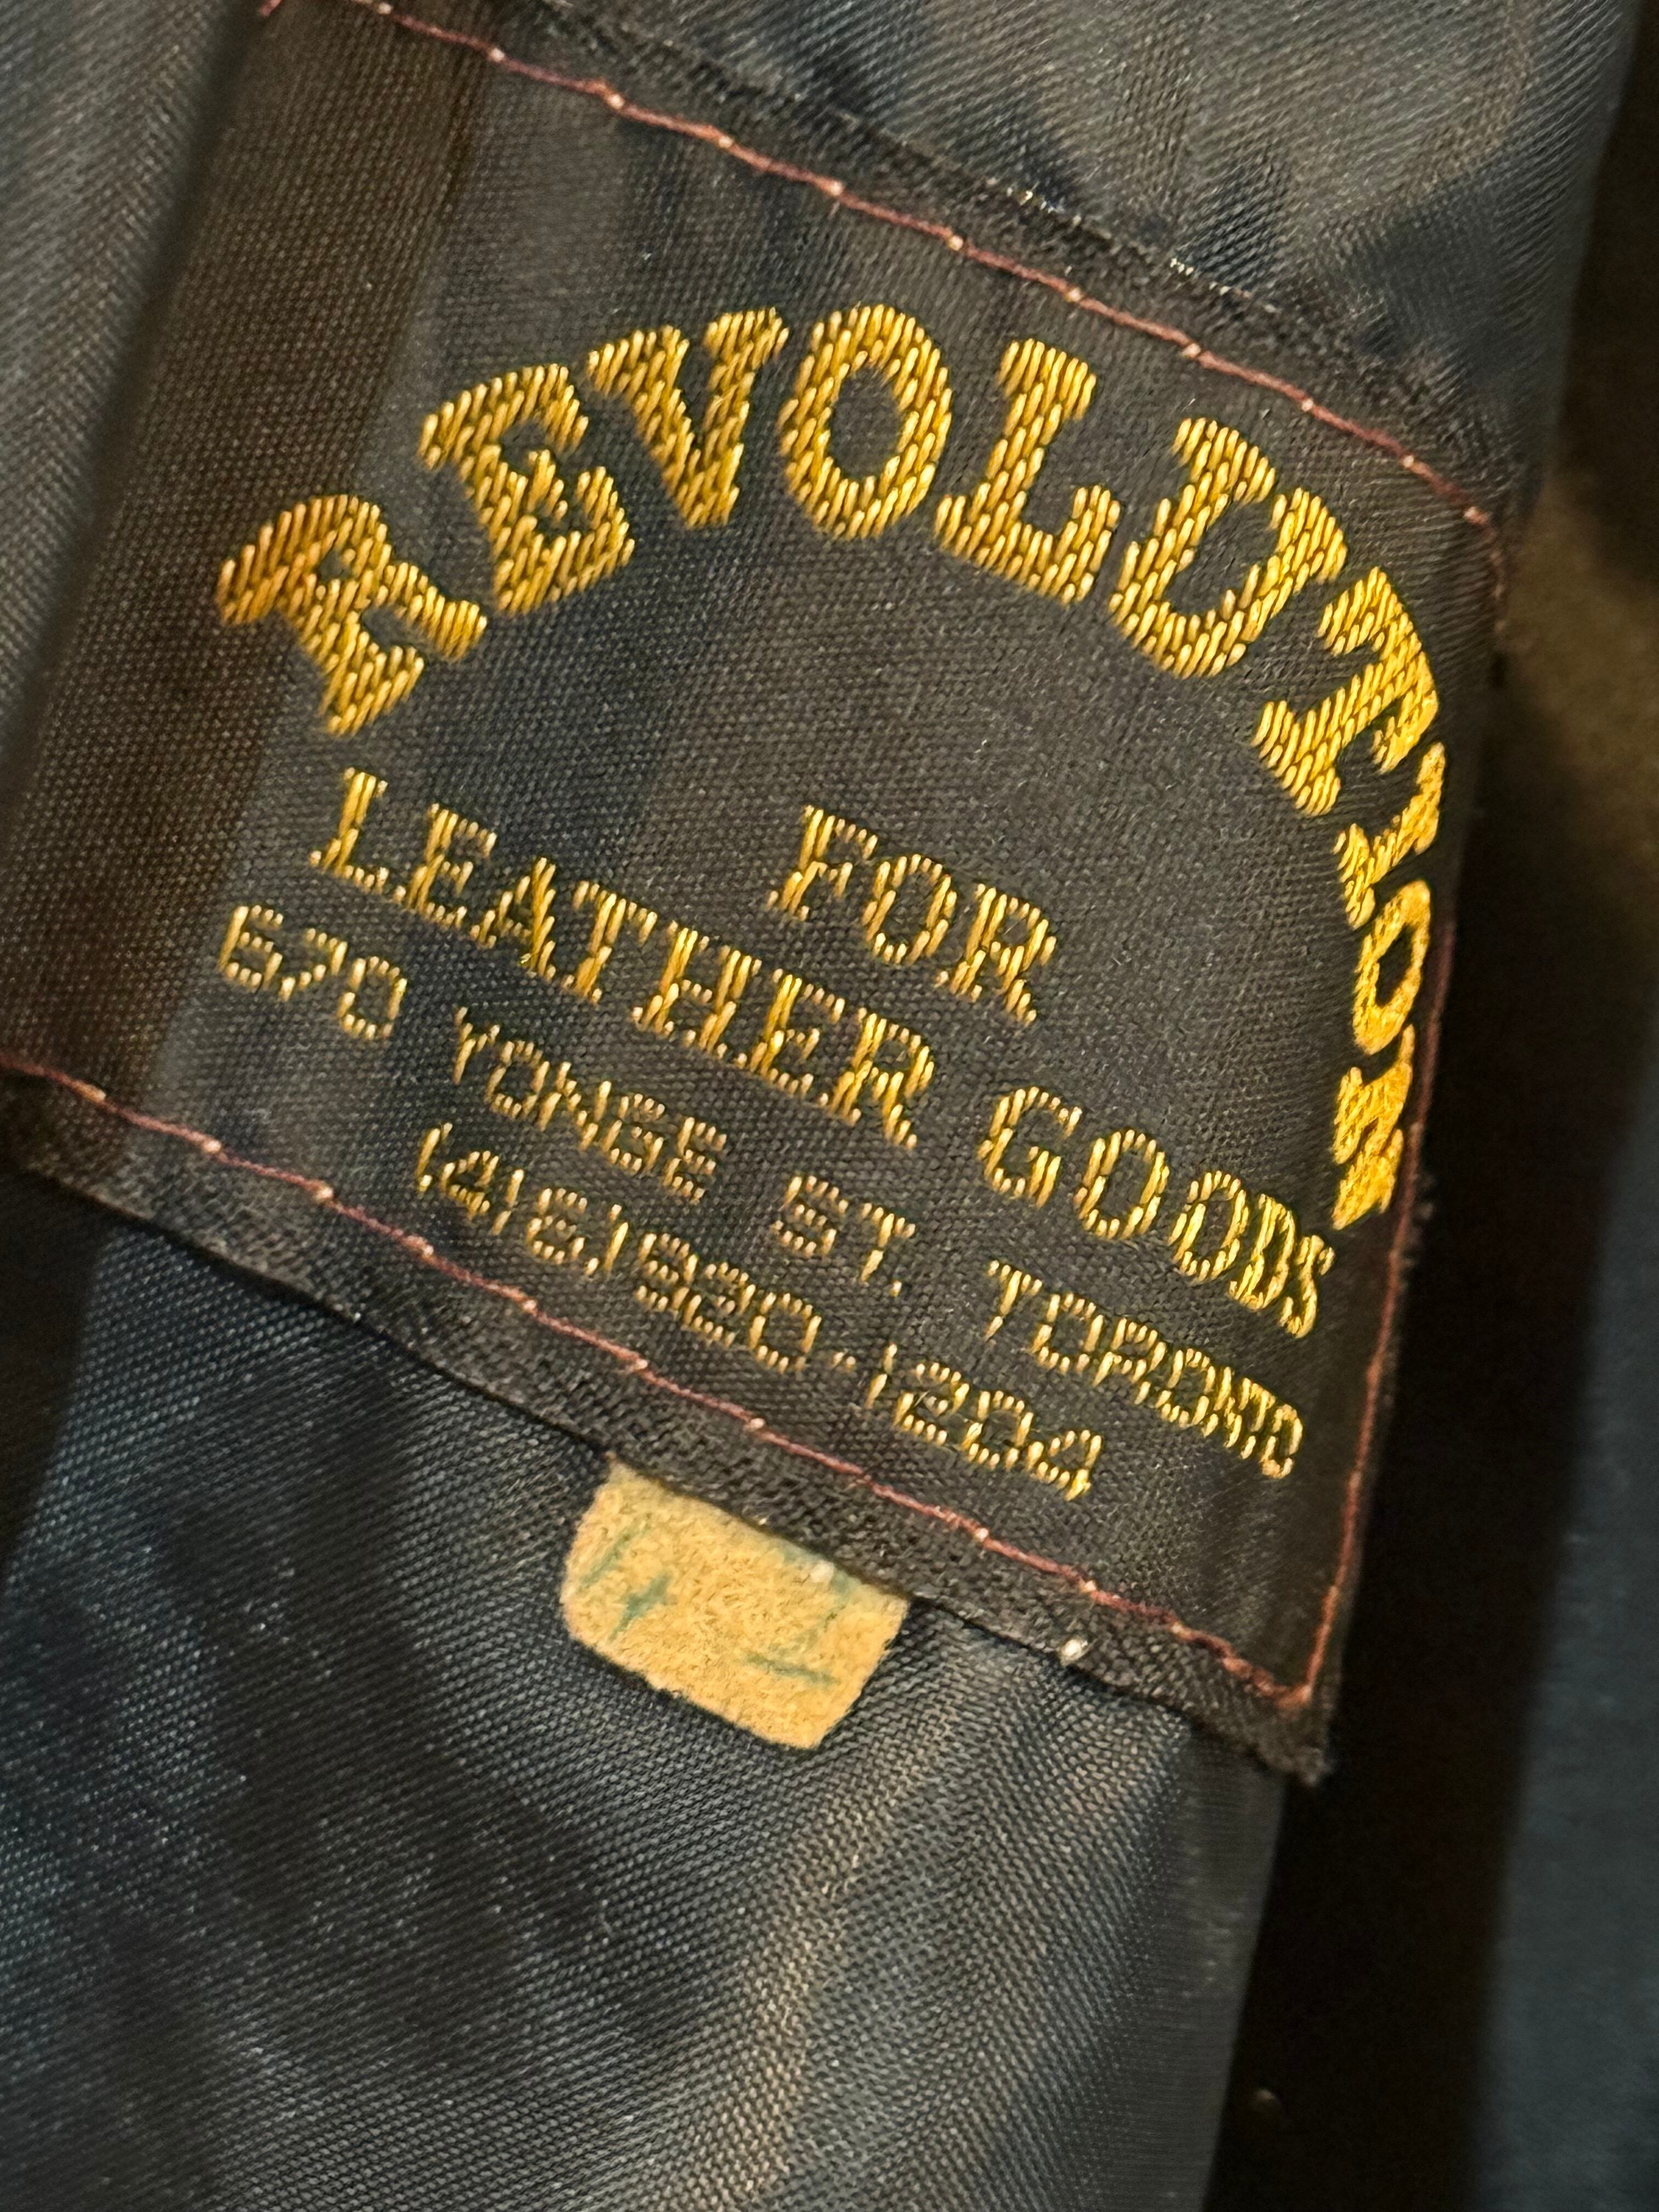 REVOLUTION
FOR
LEATHER GOODS
670 YONGE ST. TORONTO
(416)920-1204